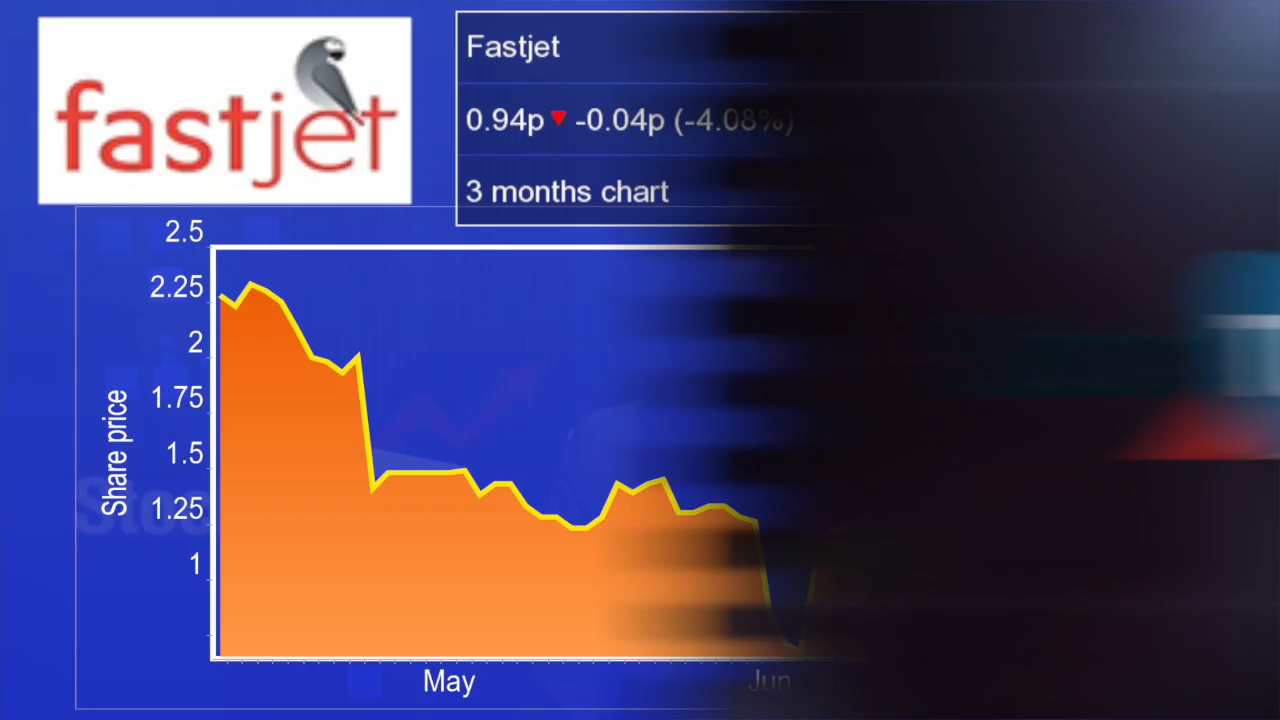 fastjet
Fastjet
0.94p -0.04p (-4.08%)
3 months chart
2.5
2.25
2
1.75
1.5
1.25
1
Share price
May
Jun